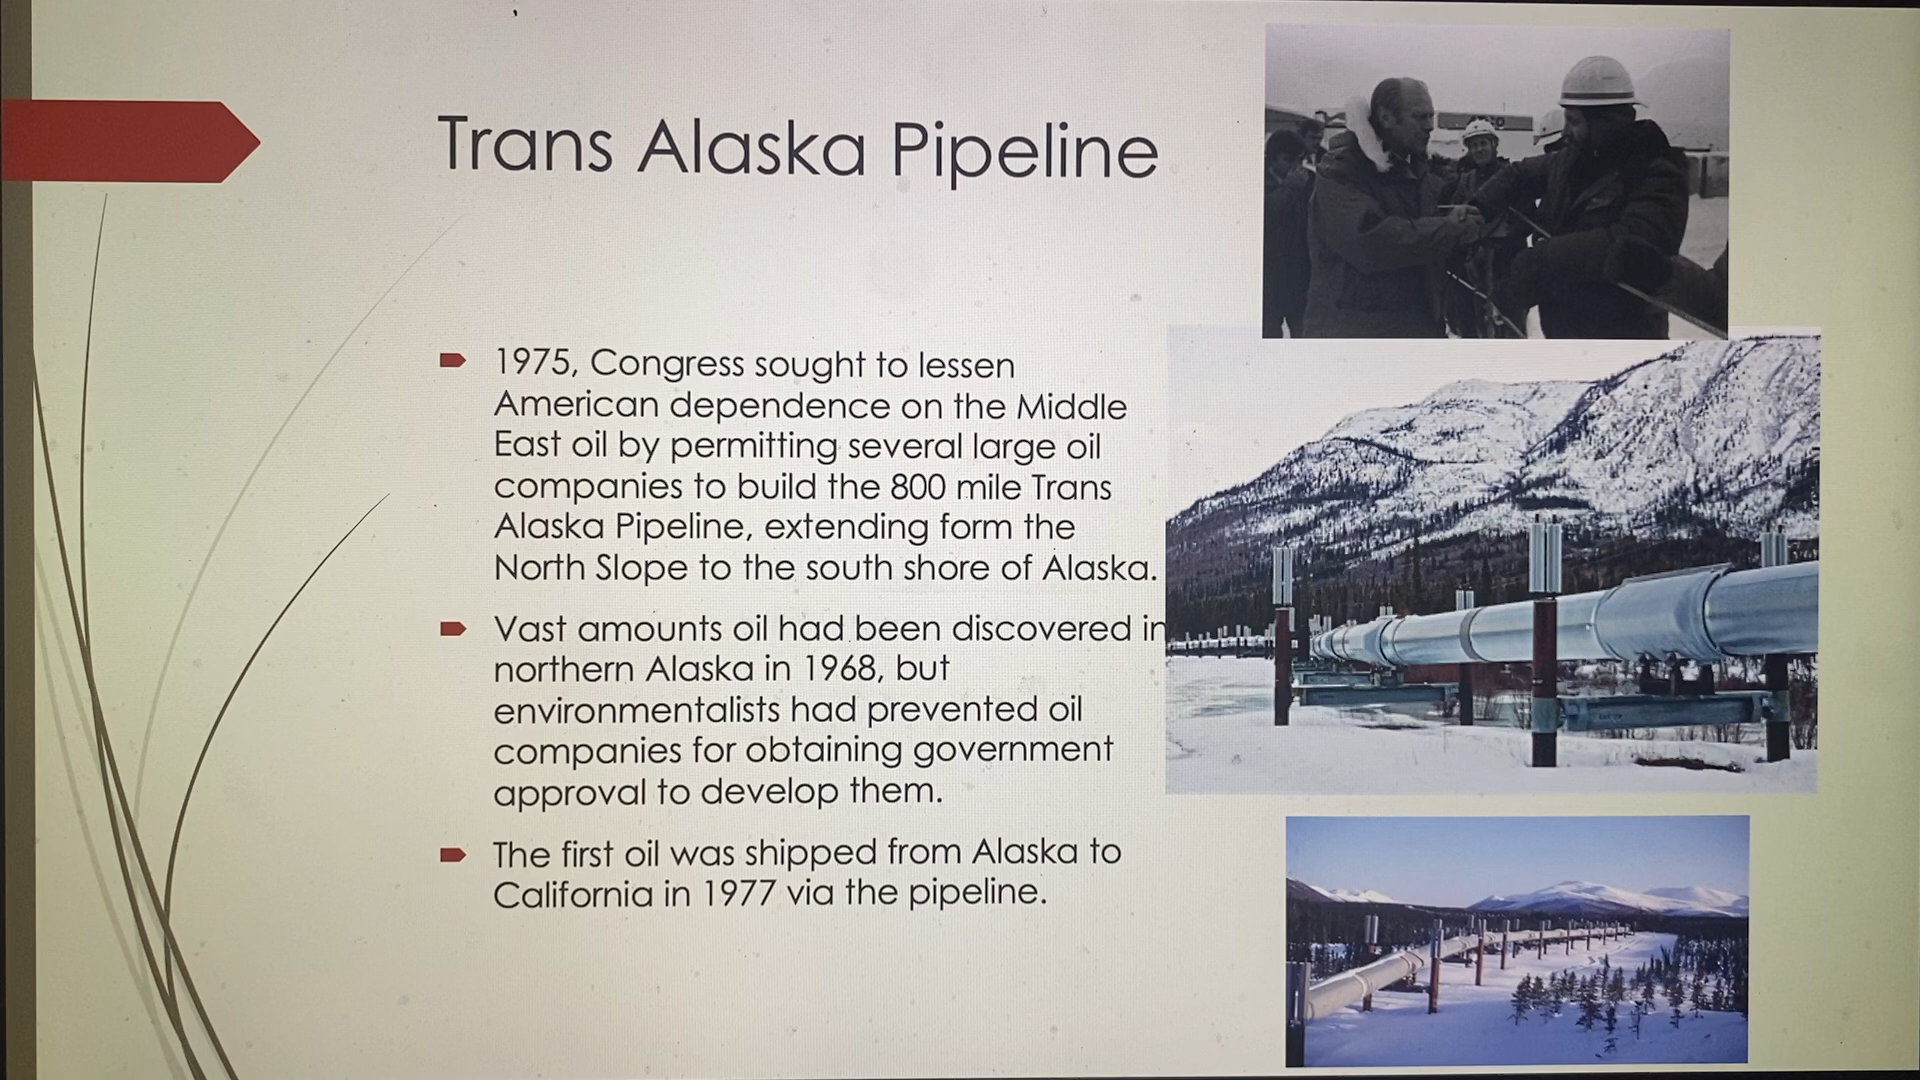 Trans Alaska Pipeline
1975, Congress sought to lessen
American dependence on the Middle
East oil by permitting several large oil
companies to build the 800 mile Trans
Alaska Pipeline, extending form the
North Slope to the south shore of Alaska.
Vast amounts oil had been discovered in
northern Alaska in 1968, but
environmentalists had prevented oil
companies for obtaining government
approval to develop them.
The first oil was shipped from Alaska to
California in 1977 via the pipeline.